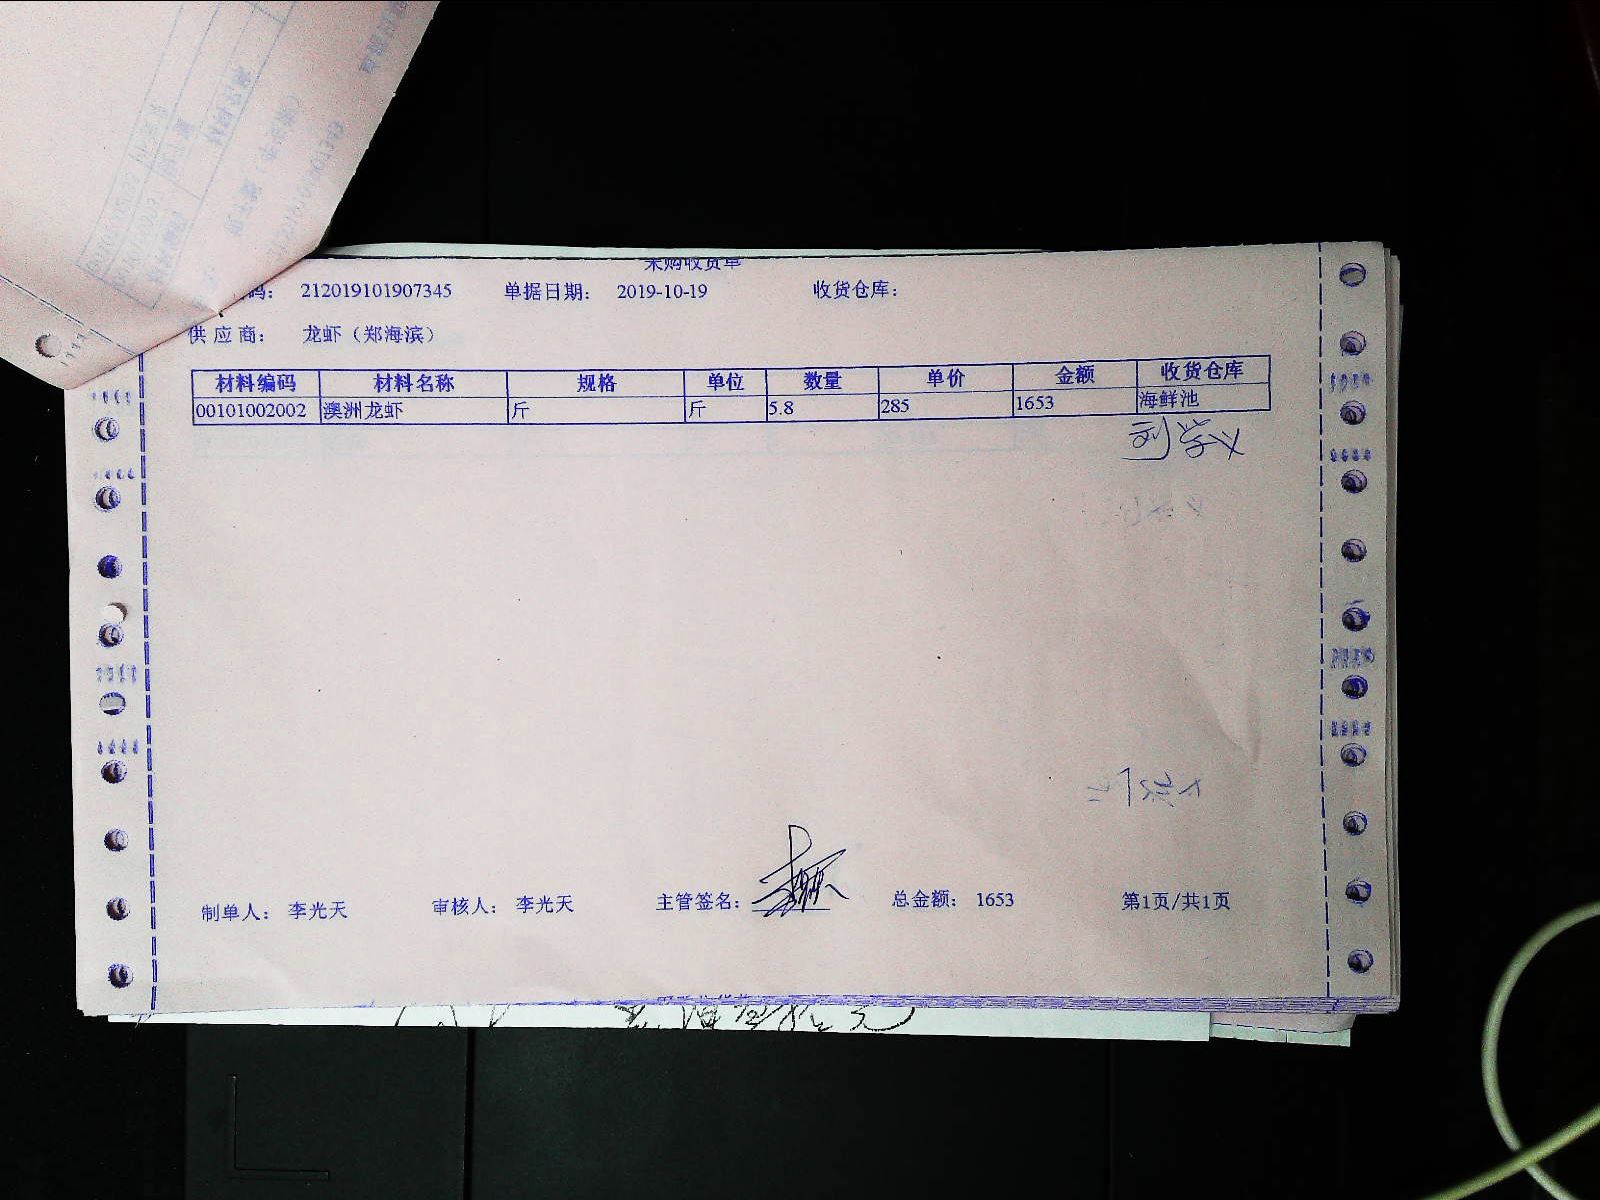 采购收货单
码： 212019101907345 单据日期： 2019-10-19 收货仓库：
供应商： 龙虾（郑海滨）
材料编码 材料名称 规格 单位 数量 单价 金额 收货仓库
00101002002 澳洲龙虾 斤 斤 5.8 285 1653 海鲜池
刘学义
制单人： 李光天 审核人： 李光天 主管签名： 总金额： 1653 第1页/共1页